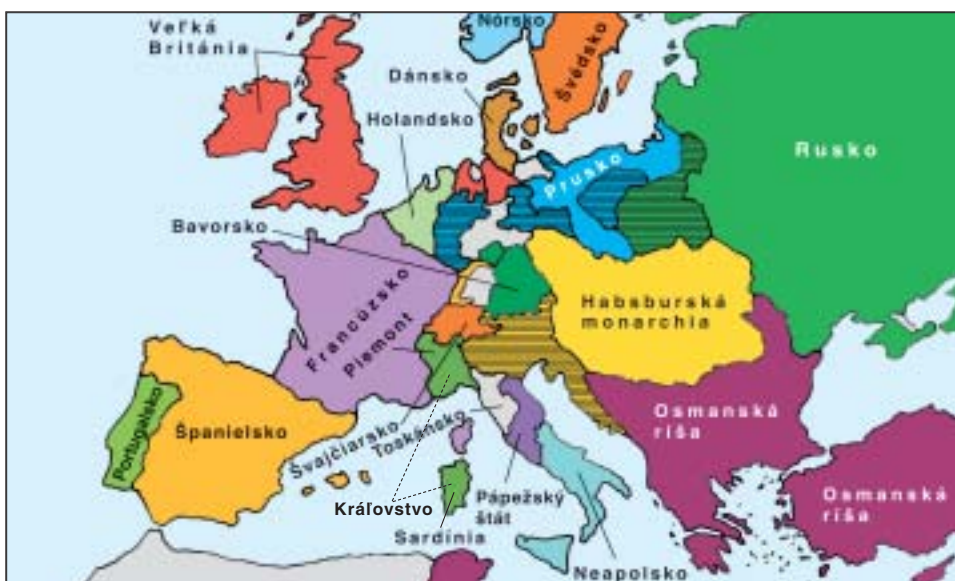 Veľká
Británia
Nórsko
Švédsko
Dánsko
Holandsko
Rusko
Prusko
Bavorsko
Francúzsko
Piemont
Habsburská
monarchia
Portugalsko
Španielsko
Švajčiarsko
Toskánsko
Osmanská
ríša
Kráľovstvo
Sardínia
Pápežský
štát
Neapolsko
Osmanská
ríša